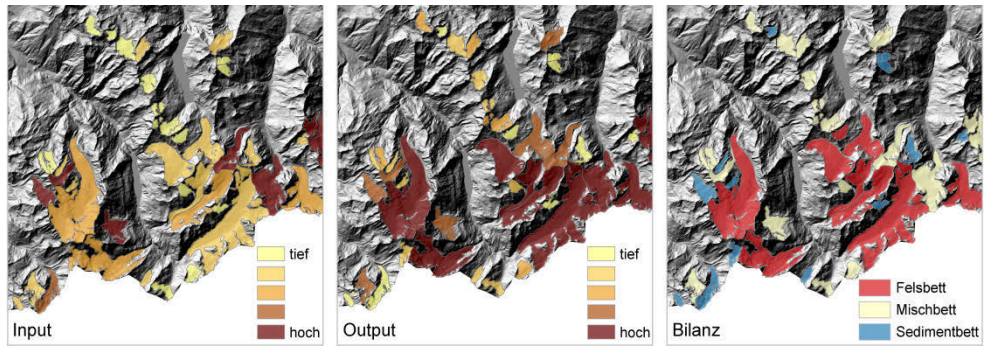 tief
hoch
Input
tief
hoch
Output
Felsbett
Mischbett
Sedimentbett
Bilanz